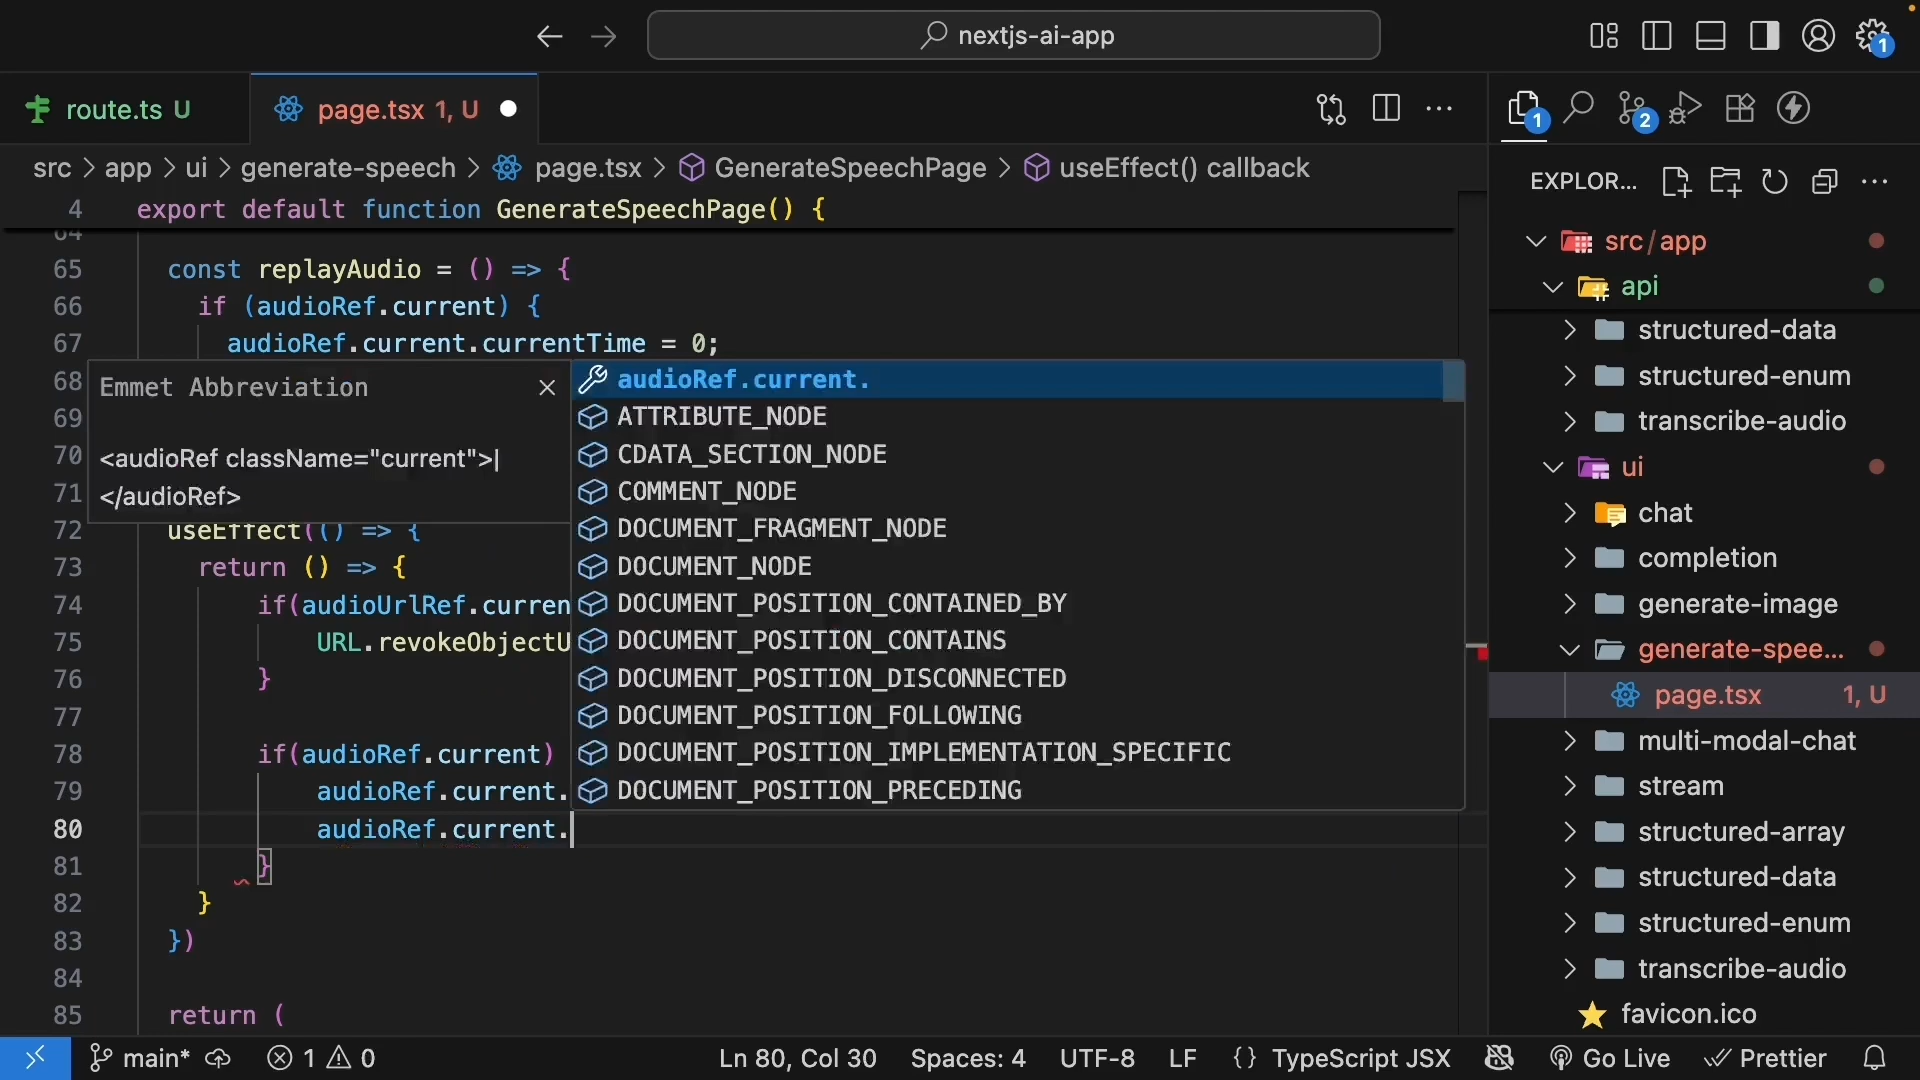 nextjs-ai-app
1
route.ts U
page.tsx 1, U
1
2
src > app > ui > generate-speech > page.tsx > GenerateSpeechPage > useEffect() callback
EXPLOR...
4 export default function GenerateSpeechPage() {
64
65 const replayAudio = () => {
66 if (audioRef.current) {
67 audioRef.current.currentTime = 0;
68
69
70
71
Emmet Abbreviation
<audioRef className="current">|
</audioRef>
audioRef.current.
ATTRIBUTE_NODE
CDATA_SECTION_NODE
COMMENT_NODE
DOCUMENT_FRAGMENT_NODE
DOCUMENT_NODE
DOCUMENT_POSITION_CONTAINED_BY
DOCUMENT_POSITION_CONTAINS
DOCUMENT_POSITION_DISCONNECTED
DOCUMENT_POSITION_FOLLOWING
DOCUMENT_POSITION_IMPLEMENTATION_SPECIFIC
DOCUMENT_POSITION_PRECEDING
72 useEffect(() => {
73 return () => {
74 if(audioUrlRef.curren
75 URL.revokeObjectU
76 }
77
78 if(audioRef.current)
79 audioRef.current.
80 audioRef.current.
81 }
82 }
83 })
84
85 return (
src/app
api
structured-data
structured-enum
transcribe-audio
ui
chat
completion
generate-image
generate-spee...
page.tsx 1, U
multi-modal-chat
stream
structured-array
structured-data
structured-enum
transcribe-audio
favicon.ico
main* 1 0 Ln 80, Col 30 Spaces: 4 UTF-8 LF {} TypeScript JSX Go Live Prettier